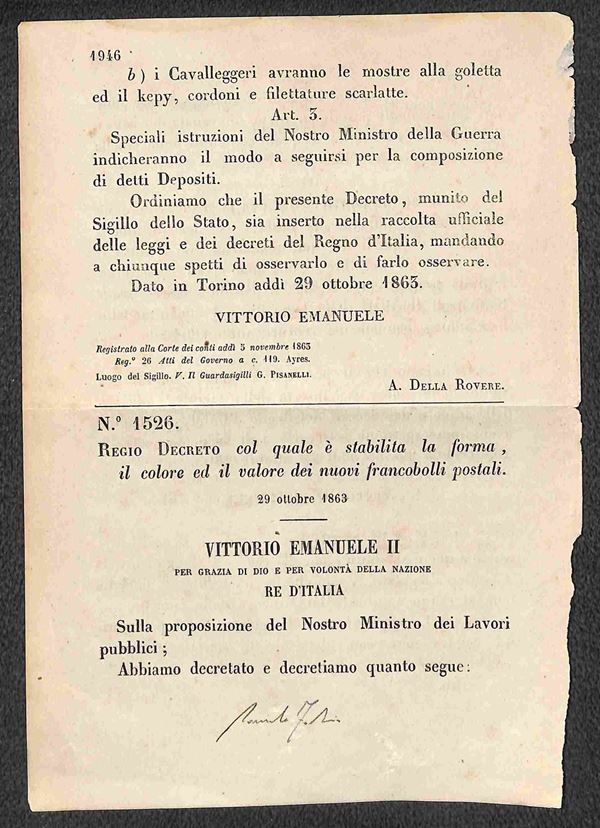 1946
b) i Cavalleggeri avranno le mostre alla goletta
ed il kepy, cordoni e filettature scarlatte.
Art. 3.
Speciali istruzioni del Nostro Ministro della Guerra
indicheranno il modo a seguirsi per la composizione
di detti Depositi.
Ordiniamo che il presente Decreto, munito del
Sigillo dello Stato, sia inserto nella raccolta ufficiale
delle leggi e dei decreti del Regno d'Italia, mandando
a chiunque spetti di osservarlo e di farlo osservare.
Dato in Torino addì 29 ottobre 1863.
VITTORIO EMANUELE
Registrato alla Corte dei conti addì 3 novembre 1863
Reg.° 26 Atti del Governo a c. 119. Ayres.
Luogo del Sigillo. V. Il Guardasigilli G. PISANELLI.
A. DELLA ROVERE.
N.° 1526.
REGIO DECRETO col quale è stabilita la forma,
il colore ed il valore dei nuovi francobolli postali.
29 ottobre 1863
VITTORIO EMANUELE II
PER GRAZIA DI DIO E PER VOLONTÀ DELLA NAZIONE
RE D'ITALIA
Sulla proposizione del Nostro Ministro dei Lavori
pubblici;
Abbiamo decretato e decretiamo quanto segue: